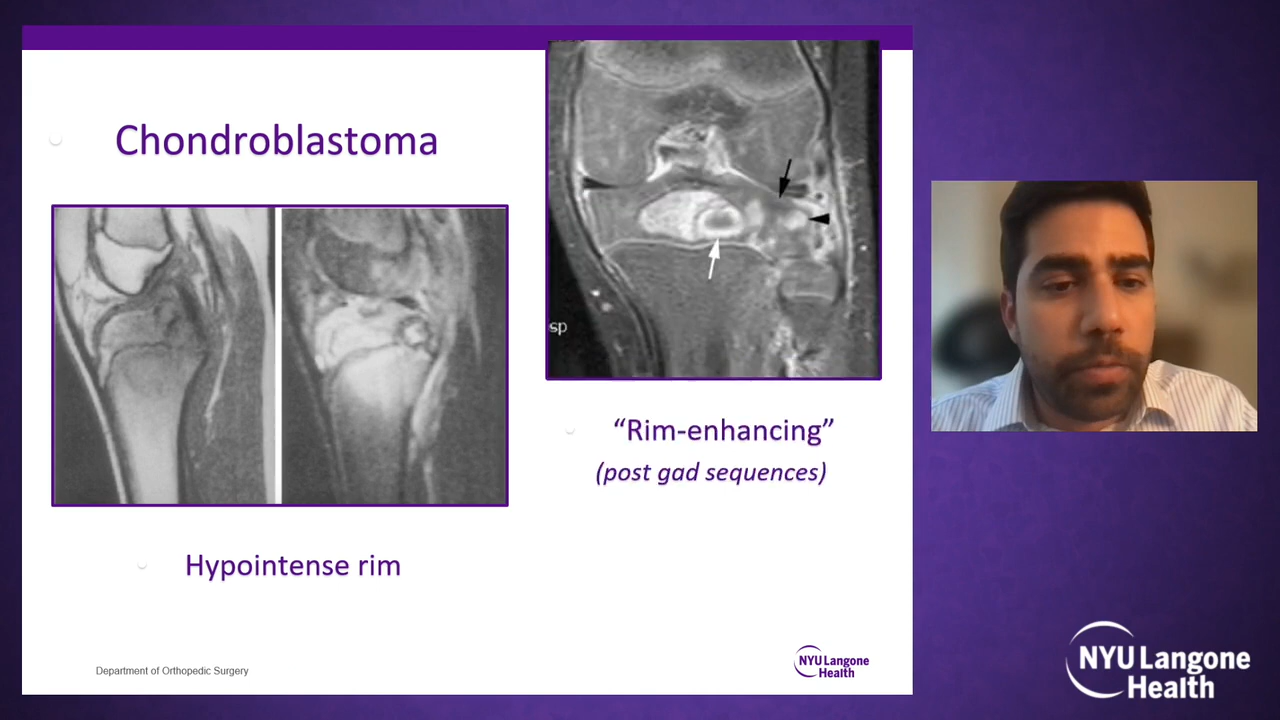 Chondroblastoma
sp
“Rim-enhancing”
(post gad sequences)
Hypointense rim
Department of Orthopedic Surgery
NYU Langone
Health
NYU Langone
Health